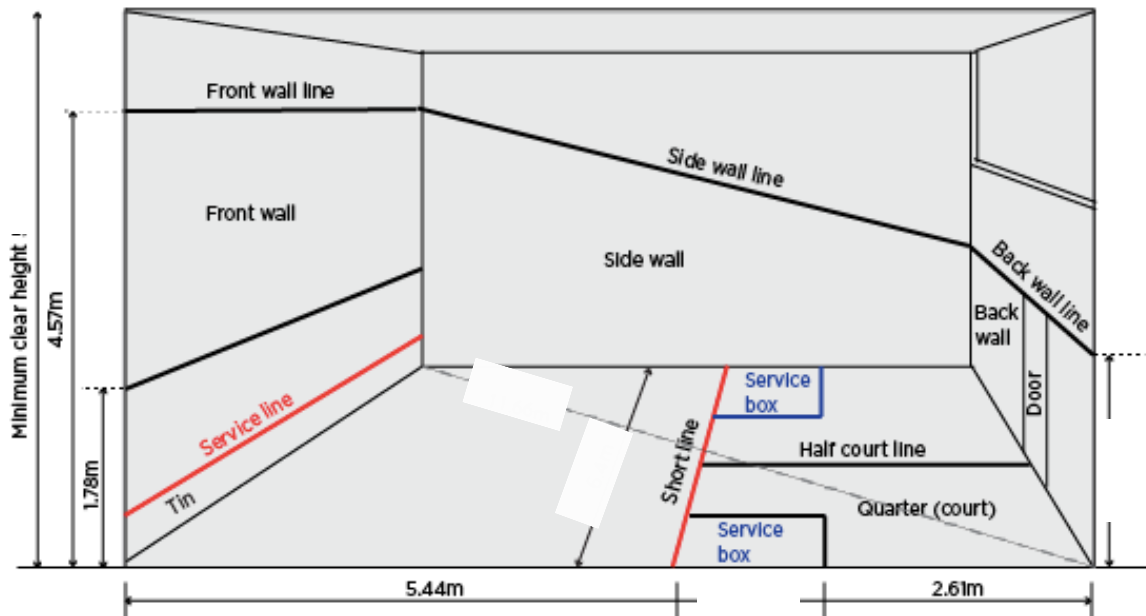 Front wall line
Side wall line
Front wall
Side wall
Back wall line
Back
wall
Minimum clear height :
4.57m
1.78m
Service line
Tin
Short line
Service
box
Half court line
Door
Quarter (court)
Service
box
5.44m
2.61m